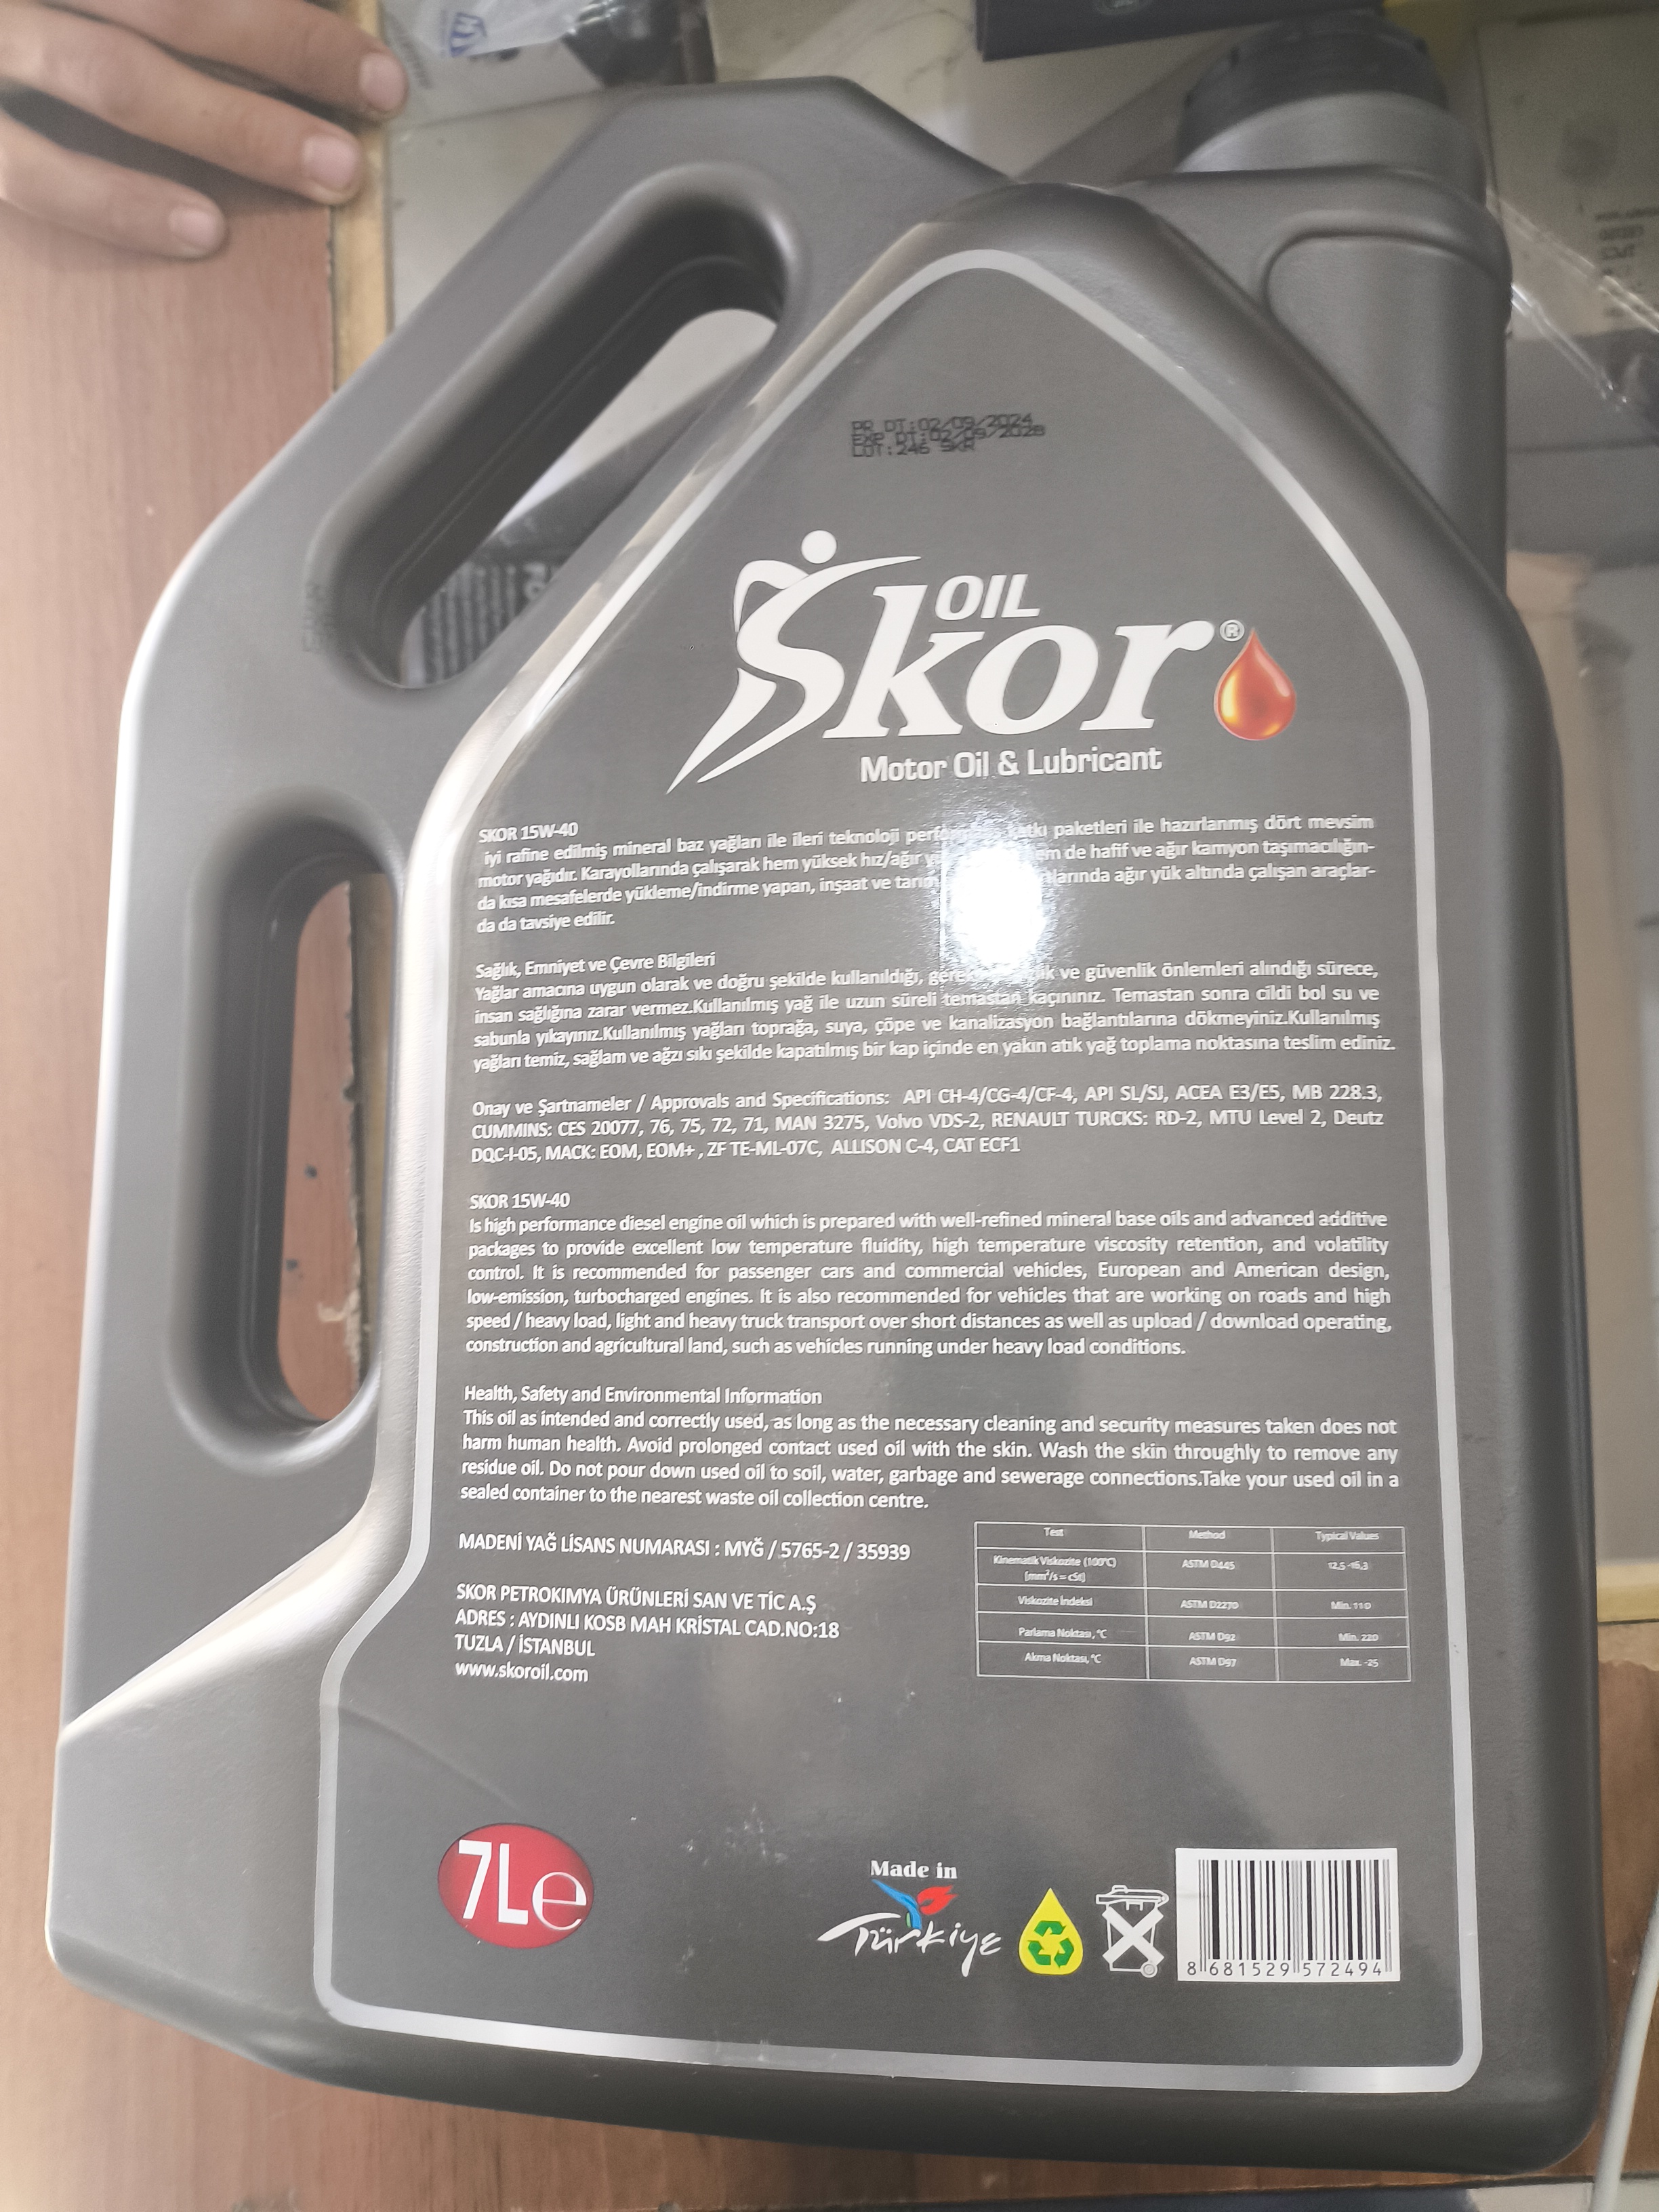 PR DT:02/09/2024
EXP DT:02/09/2028
LOT:246 SKR
OIL
Skor®
Motor Oil & Lubricant
SKOR 15W-40
iyi rafine edilmiş mineral baz yağları ile ileri teknoloji katkı paketleri ile hazırlanmış dört mevsim
motor yağıdır. Karayollarında çalışarak hem yüksek hız/ağır de hafif ve ağır kamyon taşımacılığın-
da kısa mesafelerde yükleme/indirme yapan, inşaat ve ağır yük altında çalışan araçlar-
da da tavsiye edilir.
Sağlık, Emniyet ve Çevre Bilgileri
Yağlar amacına uygun olarak ve doğru şekilde kullanıldığı, ve güvenlik önlemleri alındığı sürece,
insan sağlığına zarar vermez.Kullanılmış yağ ile uzun süreli temastan kaçınınız. Temastan sonra cildi bol su ve
sabunla yıkayınız.Kullanılmış yağları toprağa, suya, çöpe ve kanalizasyon bağlantılarına dökmeyiniz.Kullanılmış
yağları temiz, sağlam ve ağzı sıkı şekilde kapatılmış bir kap içinde en yakın atık yağ toplama noktasına teslim ediniz.
Onay ve Şartnameler / Approvals and Specifications: API CH-4/CG-4/CF-4, API SL/SJ, ACEA E3/E5, MB 228.3,
CUMMINS: CES 20077, 76, 75, 72, 71, MAN 3275, Volvo VDS-2, RENAULT TURCKS: RD-2, MTU Level 2, Deutz
DQC-I-05, MACK: EOM, EOM+ , ZF TE-ML-07C, ALLISON C-4, CAT ECF1
SKOR 15W-40
Is high performance diesel engine oil which is prepared with well-refined mineral base oils and advanced additive
packages to provide excellent low temperature fluidity, high temperature viscosity retention, and volatility
control. It is recommended for passenger cars and commercial vehicles, European and American design,
low-emission, turbocharged engines. It is also recommended for vehicles that are working on roads and high
speed / heavy load, light and heavy truck transport over short distances as well as upload / download operating,
construction and agricultural land, such as vehicles running under heavy load conditions.
Health, Safety and Environmental Information
This oil as intended and correctly used, as long as the necessary cleaning and security measures taken does not
harm human health. Avoid prolonged contact used oil with the skin. Wash the skin throughly to remove any
residue oil. Do not pour down used oil to soil, water, garbage and sewerage connections.Take your used oil in a
sealed container to the nearest waste oil collection centre.
MADENİ YAĞ LİSANS NUMARASI : MYĞ / 5765-2 / 35939
SKOR PETROKIMYA ÜRÜNLERİ SAN VE TİC A.Ş
ADRES : AYDINLI KOSB MAH KRİSTAL CAD.NO:18
TUZLA / İSTANBUL
www.skoroil.com
Test Method Typical Values
Kinematik Viskozite (100°C) ASTM D445 12,5 -16,3
(mm²/s = cSt)
Viskozite İndeksi ASTM D2270 Min. 110
Parlama Noktası, °C ASTM D92 Min. 220
Akma Noktası, °C ASTM D97 Max. -25
7Le
Made in
Türkiye
8 681529 572494